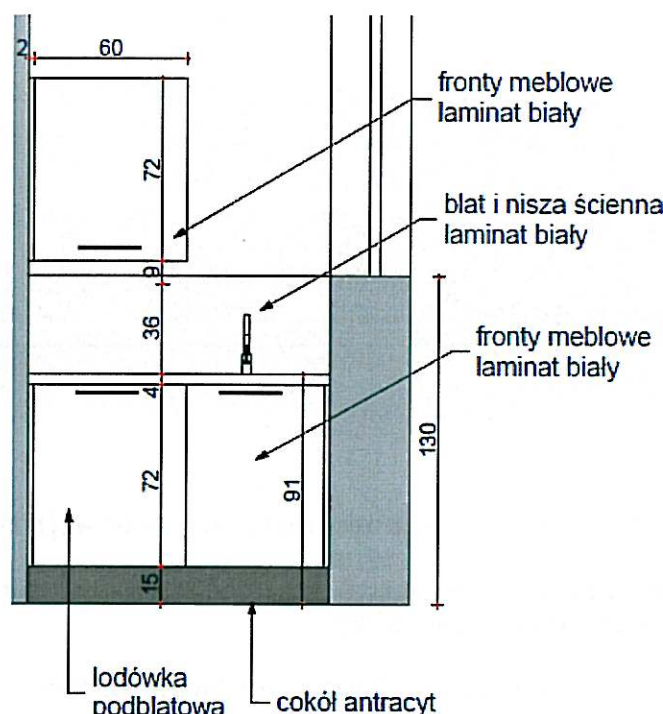 2
60
fronty meblowe
laminat biały
72
blat i nisza ścienna
laminat biały
9
36
fronty meblowe
laminat biały
4
130
72
91
15
lodówka
podblatowa
cokół antracyt